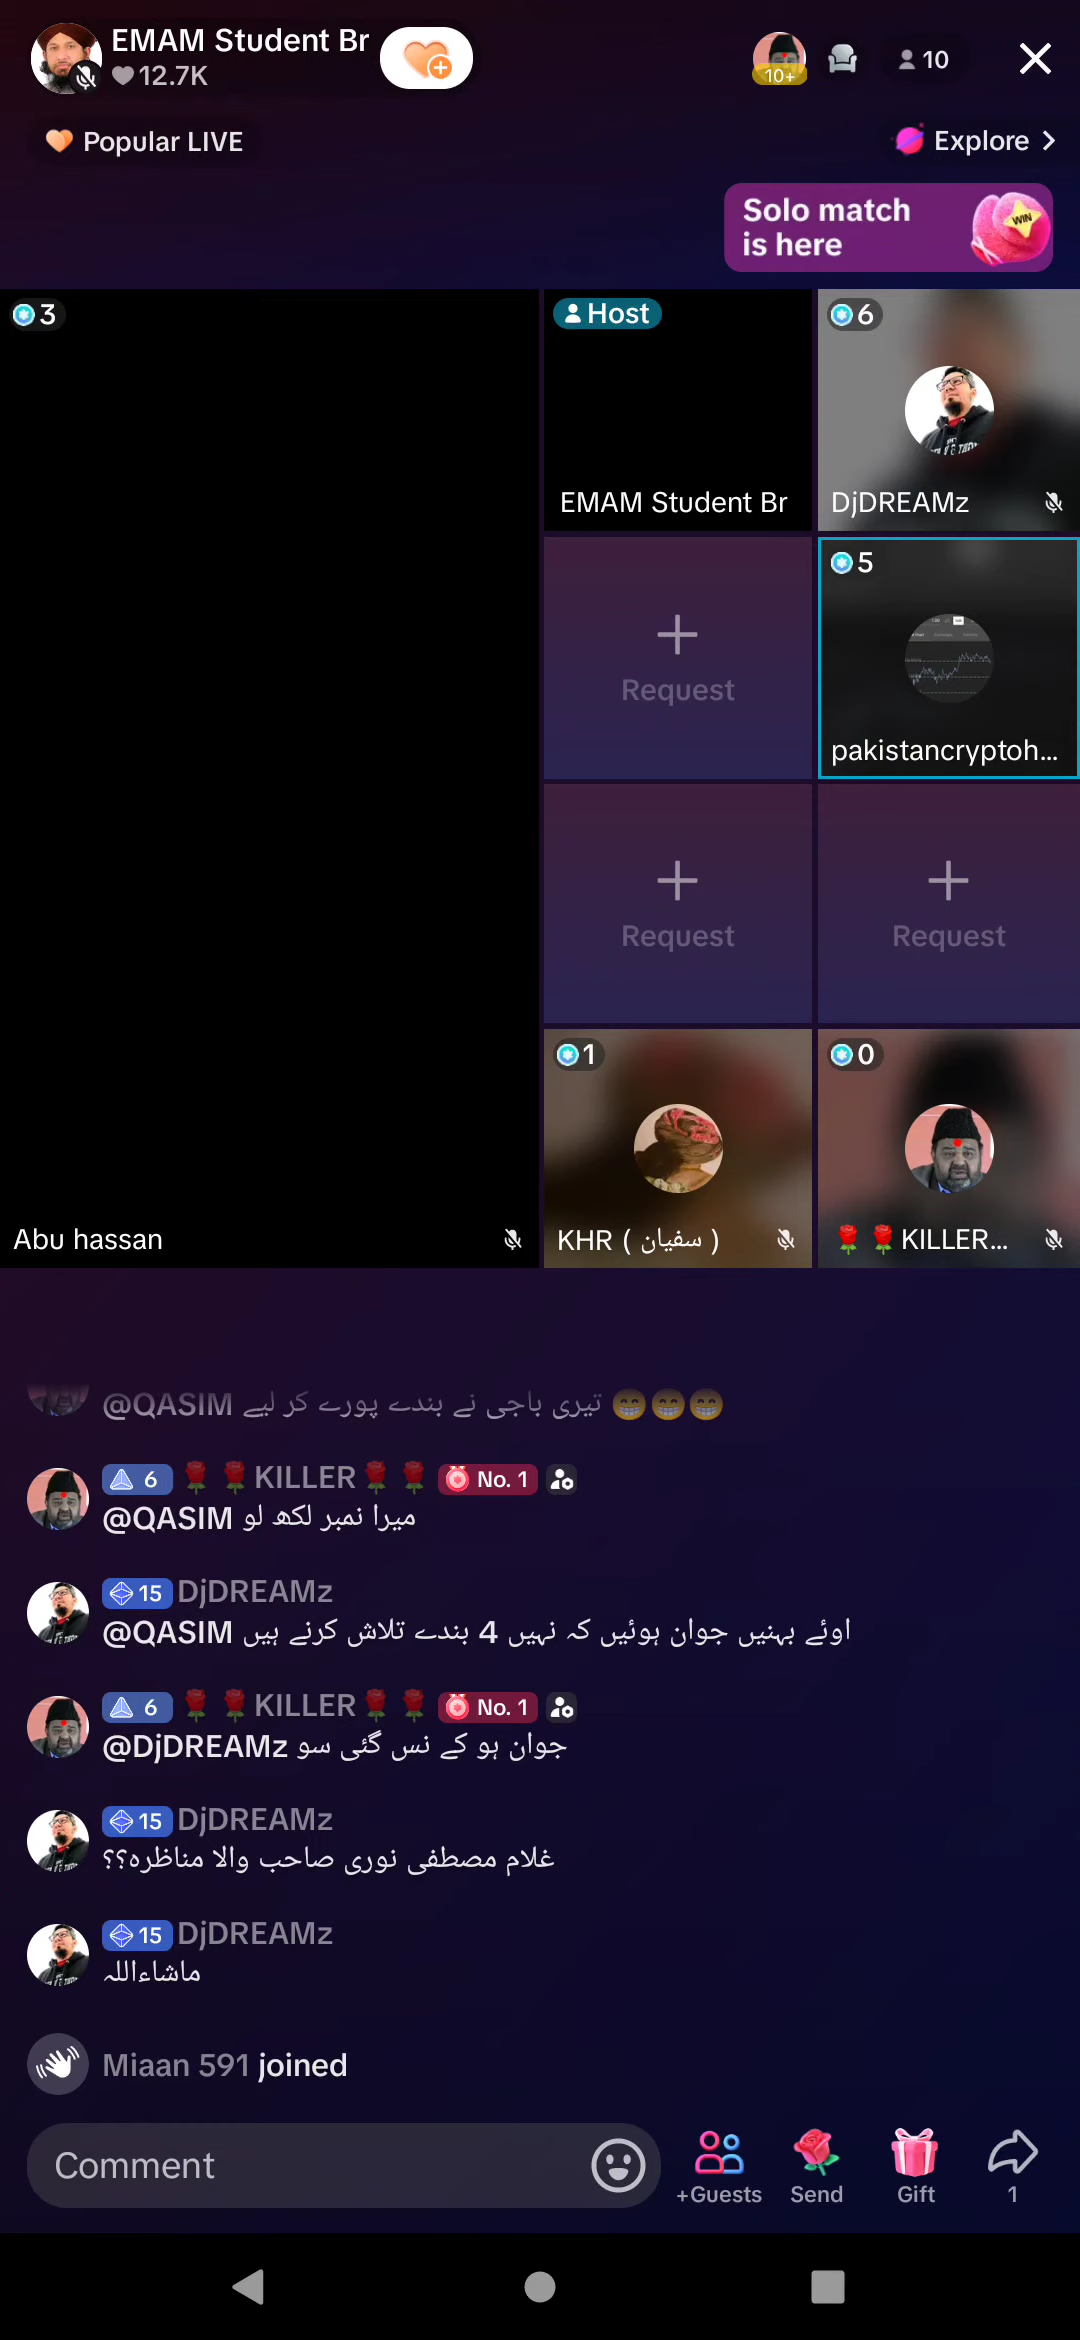 EMAM Student Br
12.7K
10+
10
Popular LIVE
Explore
Solo match
is here
WIN
3
Host
6
EMAM Student Br
DjDREAMz
5
Request
pakistancryptoh...
Request
Request
1
0
Abu hassan
KHR ( سفیان )
🌹🌹KILLER...
@QASIM تیری باجی نے بندے پورے کر لیے 😁😁😁
6 🌹🌹KILLER🌹🌹 No. 1
@QASIM میرا نمبر لکھ لو
15 DjDREAMz
@QASIM اوئے بہنیں جوان ہوئیں کہ نہیں 4 بندے تلاش کرنے ہیں
6 🌹🌹KILLER🌹🌹 No. 1
@DjDREAMz جوان ہو کے نس گئی سو
15 DjDREAMz
غلام مصطفی نوری صاحب والا مناظرہ؟؟
15 DjDREAMz
ماشاءاللہ
Miaan 591 joined
Comment
+Guests
Send
Gift
1